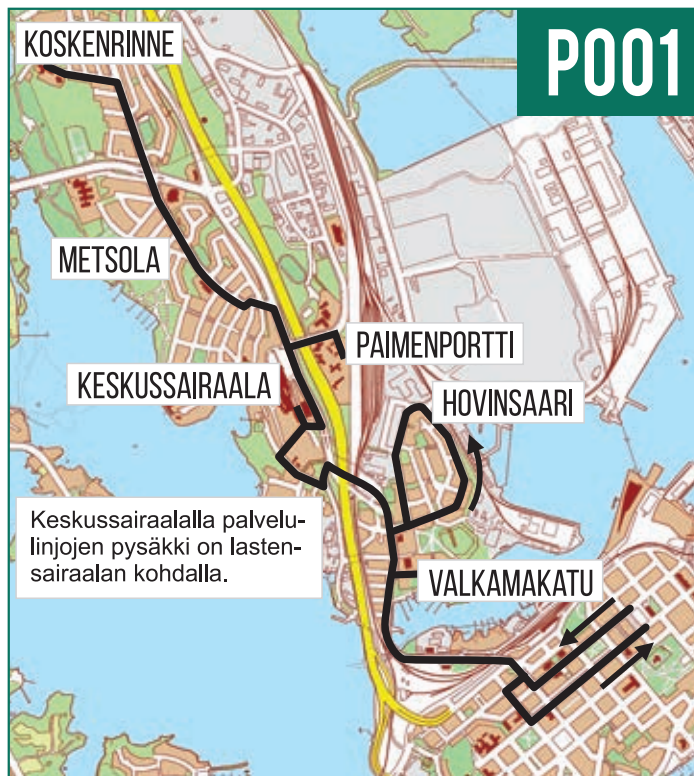 KOSKENRINNE
P001
METSOLA
PAIMENPORTTI
KESKUSSAIRAALA
HOVINSAARI
Keskussairaalalla palvelu-
linjojen pysäkki on lasten-
sairaalan kohdalla.
VALKAMAKATU